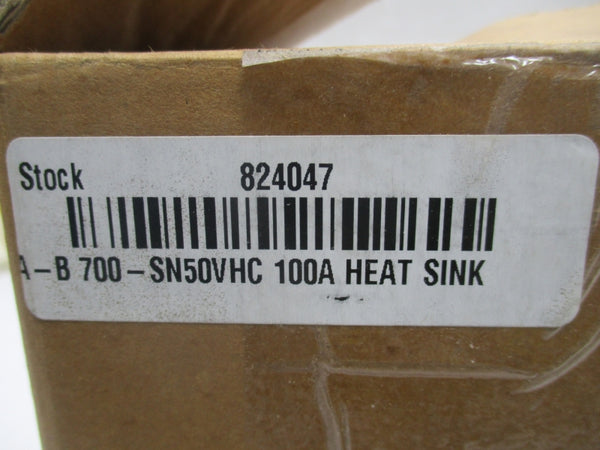 Stock 824047
A-B 700-SN50VHC 100A HEAT SINK